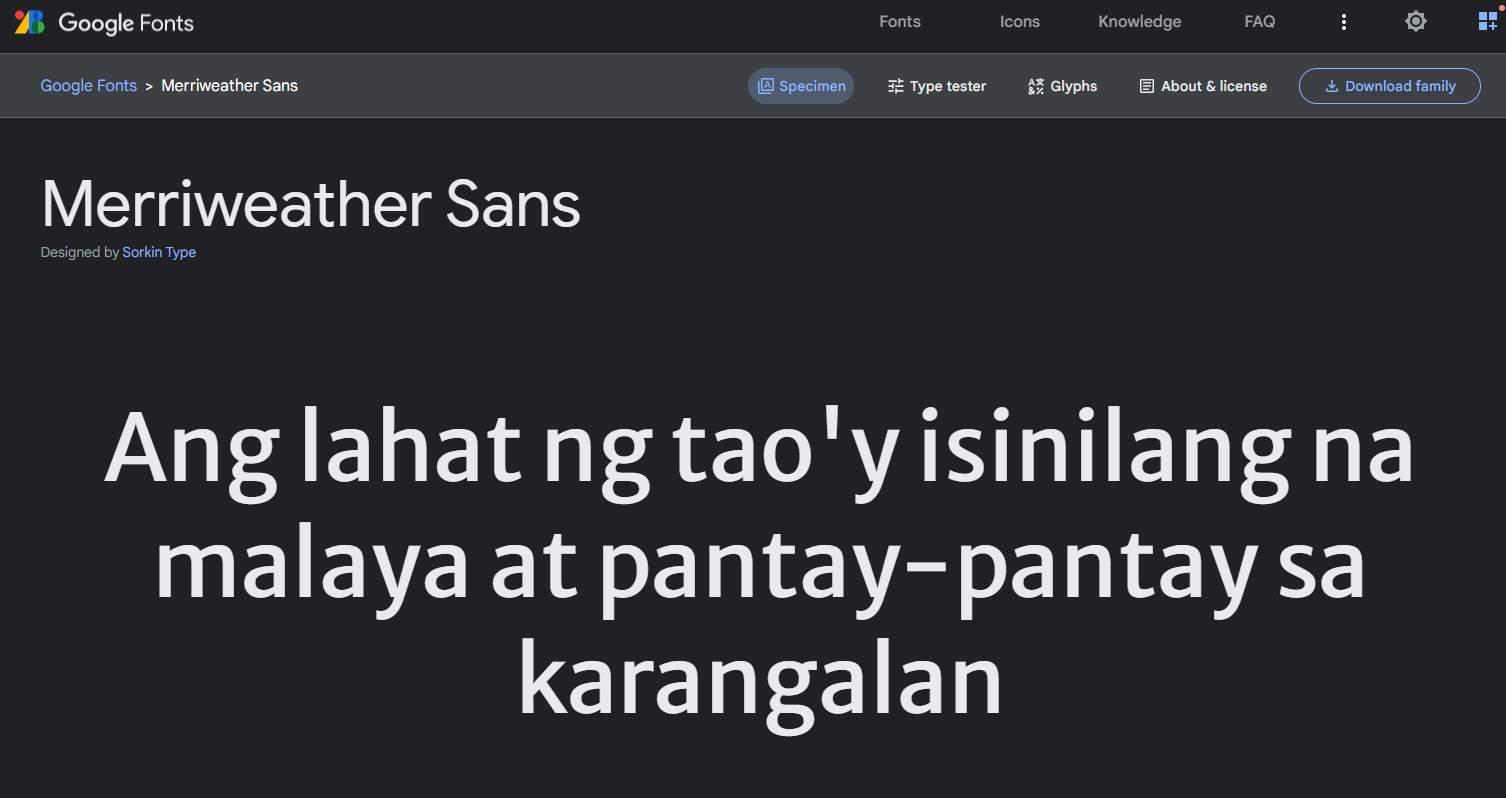 Google Fonts
Fonts
Icons
Knowledge
FAQ
Google Fonts > Merriweather Sans
Specimen
Type tester
Glyphs
About & license
Download family
Merriweather Sans
Designed by Sorkin Type
Ang lahat ng tao'y isinilang na
malaya at pantay-pantay sa
karangalan